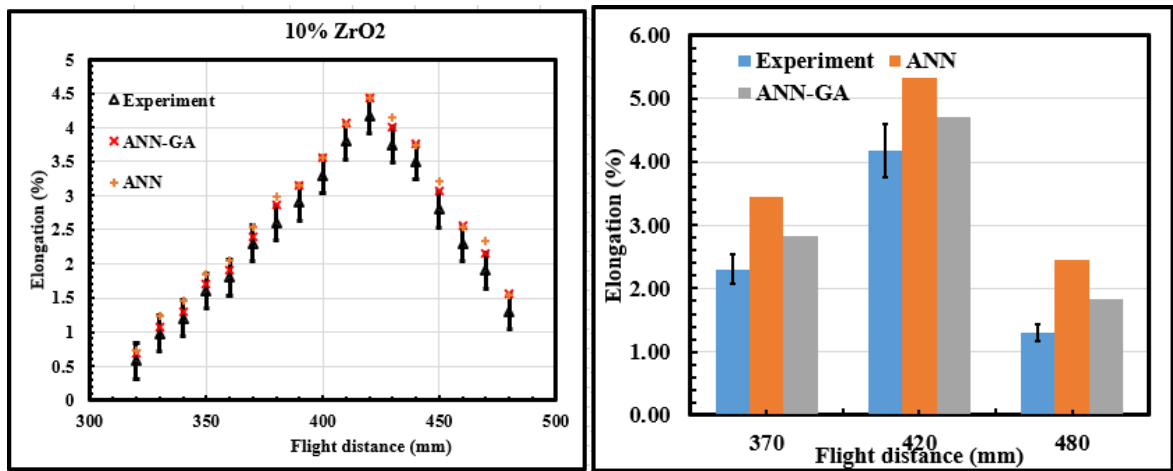 10% ZrO2
5
4.5
4
3.5
3
2.5
2
1.5
1
0.5
0
Elongation (%)
Experiment
ANN-GA
ANN
300 350 400 450 500
Flight distance (mm)
6.00
5.00
4.00
3.00
2.00
1.00
0.00
Elongation (%)
Experiment ANN
ANN-GA
370 420 480
Flight distance (mm)